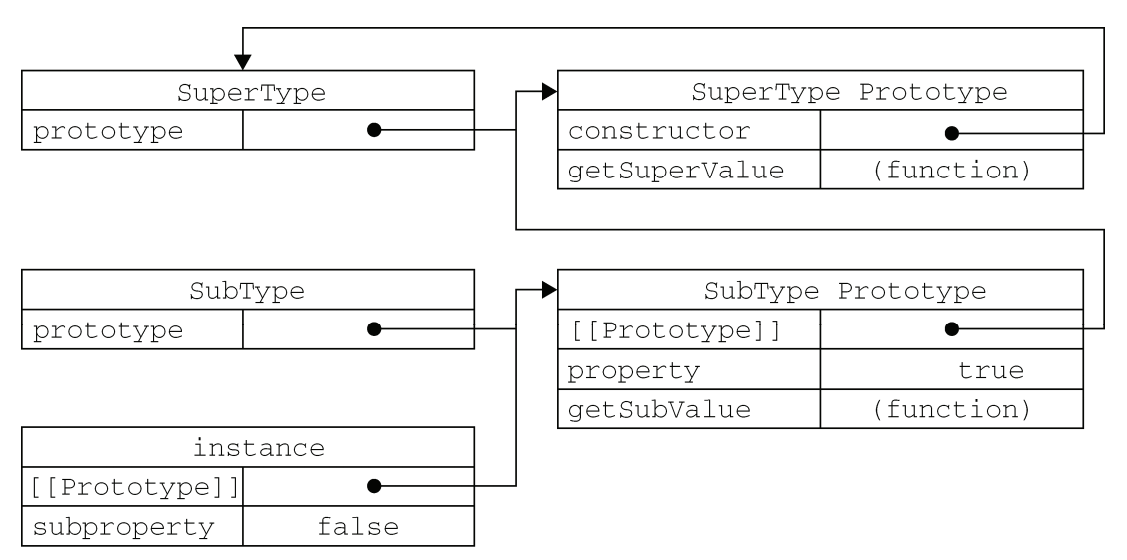 SuperType
prototype
SuperType Prototype
constructor
getSuperValue (function)
SubType
prototype
SubType Prototype
[[Prototype]]
property true
getSubValue (function)
instance
[[Prototype]]
subproperty false